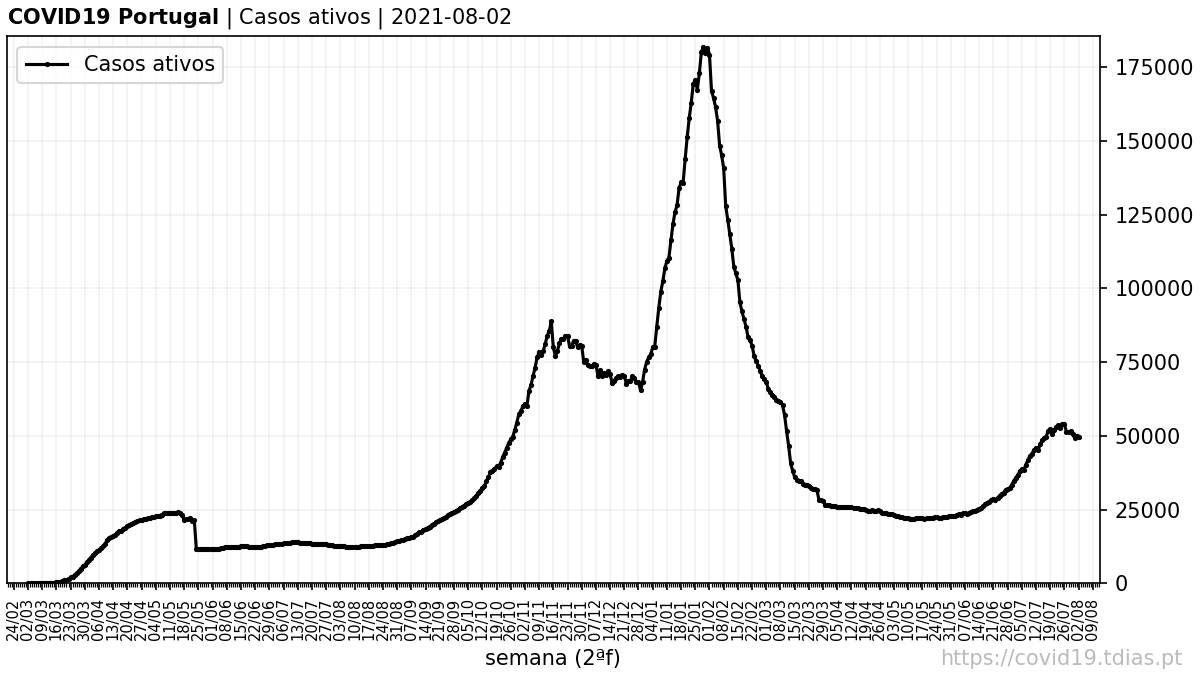 COVID19 Portugal | Casos ativos | 2021-08-02
Casos ativos
175000
150000
125000
100000
75000
50000
25000
0
24/02 02/03 09/03 16/03 23/03 30/03 06/04 13/04 20/04 27/04 04/05 11/05 18/05 25/05 01/06 08/06 15/06 22/06 29/06 06/07 13/07 20/07 27/07 03/08 10/08 17/08 24/08 31/08 07/09 14/09 21/09 28/09 05/10 12/10 19/10 26/10 02/11 09/11 16/11 23/11 30/11 07/12 14/12 21/12 28/12 04/01 11/01 18/01 25/01 01/02 08/02 15/02 22/02 01/03 08/03 15/03 22/03 29/03 05/04 12/04 19/04 26/04 03/05 10/05 17/05 24/05 31/05 07/06 14/06 21/06 28/06 05/07 12/07 19/07 26/07 02/08 09/08
semana (2ªf)
https://covid19.tdias.pt